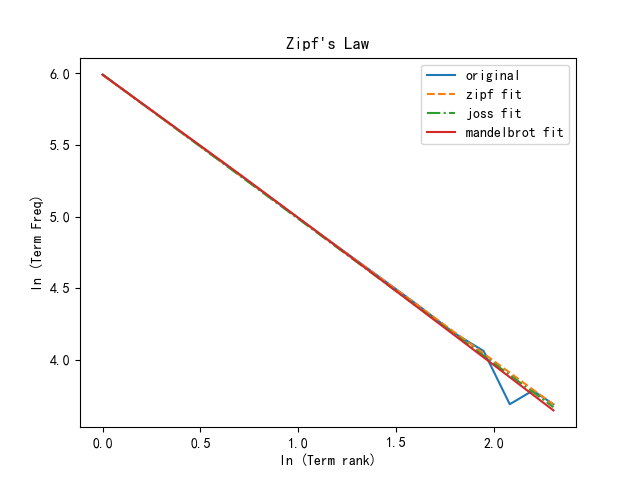 Zipf's Law
original
zipf fit
joss fit
mandelbrot fit
6.0
5.5
5.0
4.5
4.0
ln (Term Freq)
0.0 0.5 1.0 1.5 2.0
ln (Term rank)